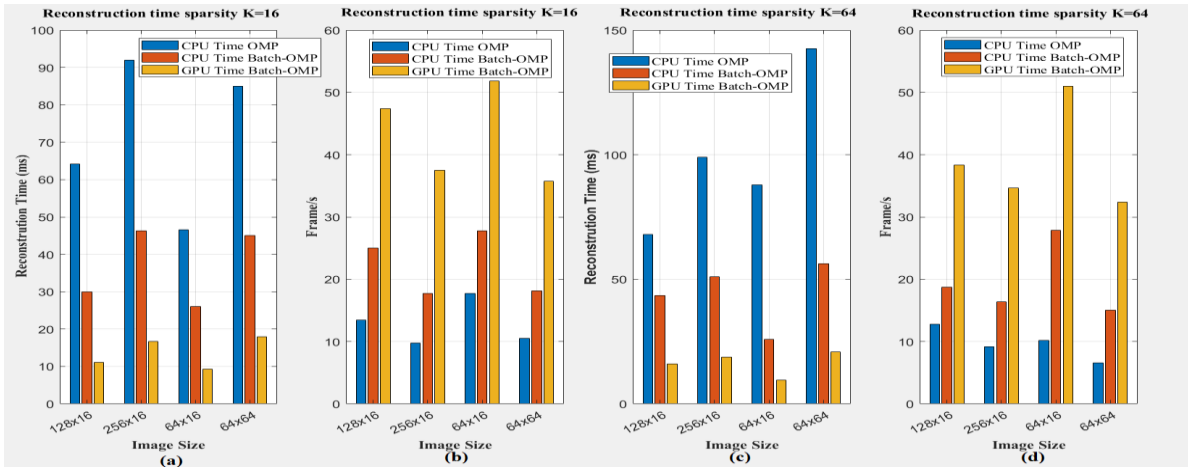 Reconstruction time sparsity K=16
CPU Time OMP
CPU Time Batch-OMP
GPU Time Batch-OMP
100
90
80
70
60
50
40
30
20
10
0
Reconstrution Time (ms)
128x16
256x16
64x16
64x64
Image Size
(a)
Reconstruction time sparsity K=16
CPU Time OMP
CPU Time Batch-OMP
GPU Time Batch-OMP
60
50
40
30
20
10
0
Frame/s
128x16
256x16
64x16
64x64
Image Size
(b)
Reconstruction time sparsity K=64
CPU Time OMP
CPU Time Batch-OMP
GPU Time Batch-OMP
150
100
50
0
Reconstrution Time (ms)
128x16
256x16
64x16
64x64
Image Size
(c)
Reconstruction time sparsity K=64
CPU Time OMP
CPU Time Batch-OMP
GPU Time Batch-OMP
60
50
40
30
20
10
0
Frame/s
128x16
256x16
64x16
64x64
Image Size
(d)